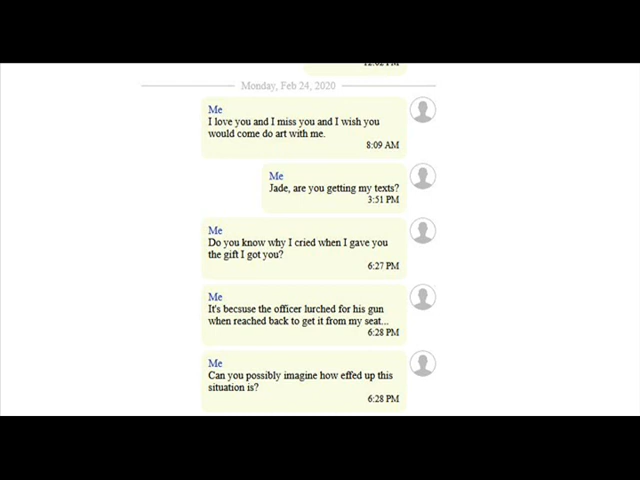 12:02 PM
Monday, Feb 24, 2020
Me
I love you and I miss you and I wish you
would come do art with me.
8:09 AM
Me
Jade, are you getting my texts?
3:51 PM
Me
Do you know why I cried when I gave you
the gift I got you?
6:27 PM
Me
It's becsuse the officer lurched for his gun
when reached back to get it from my seat...
6:28 PM
Me
Can you possibly imagine how effed up this
situation is?
6:28 PM